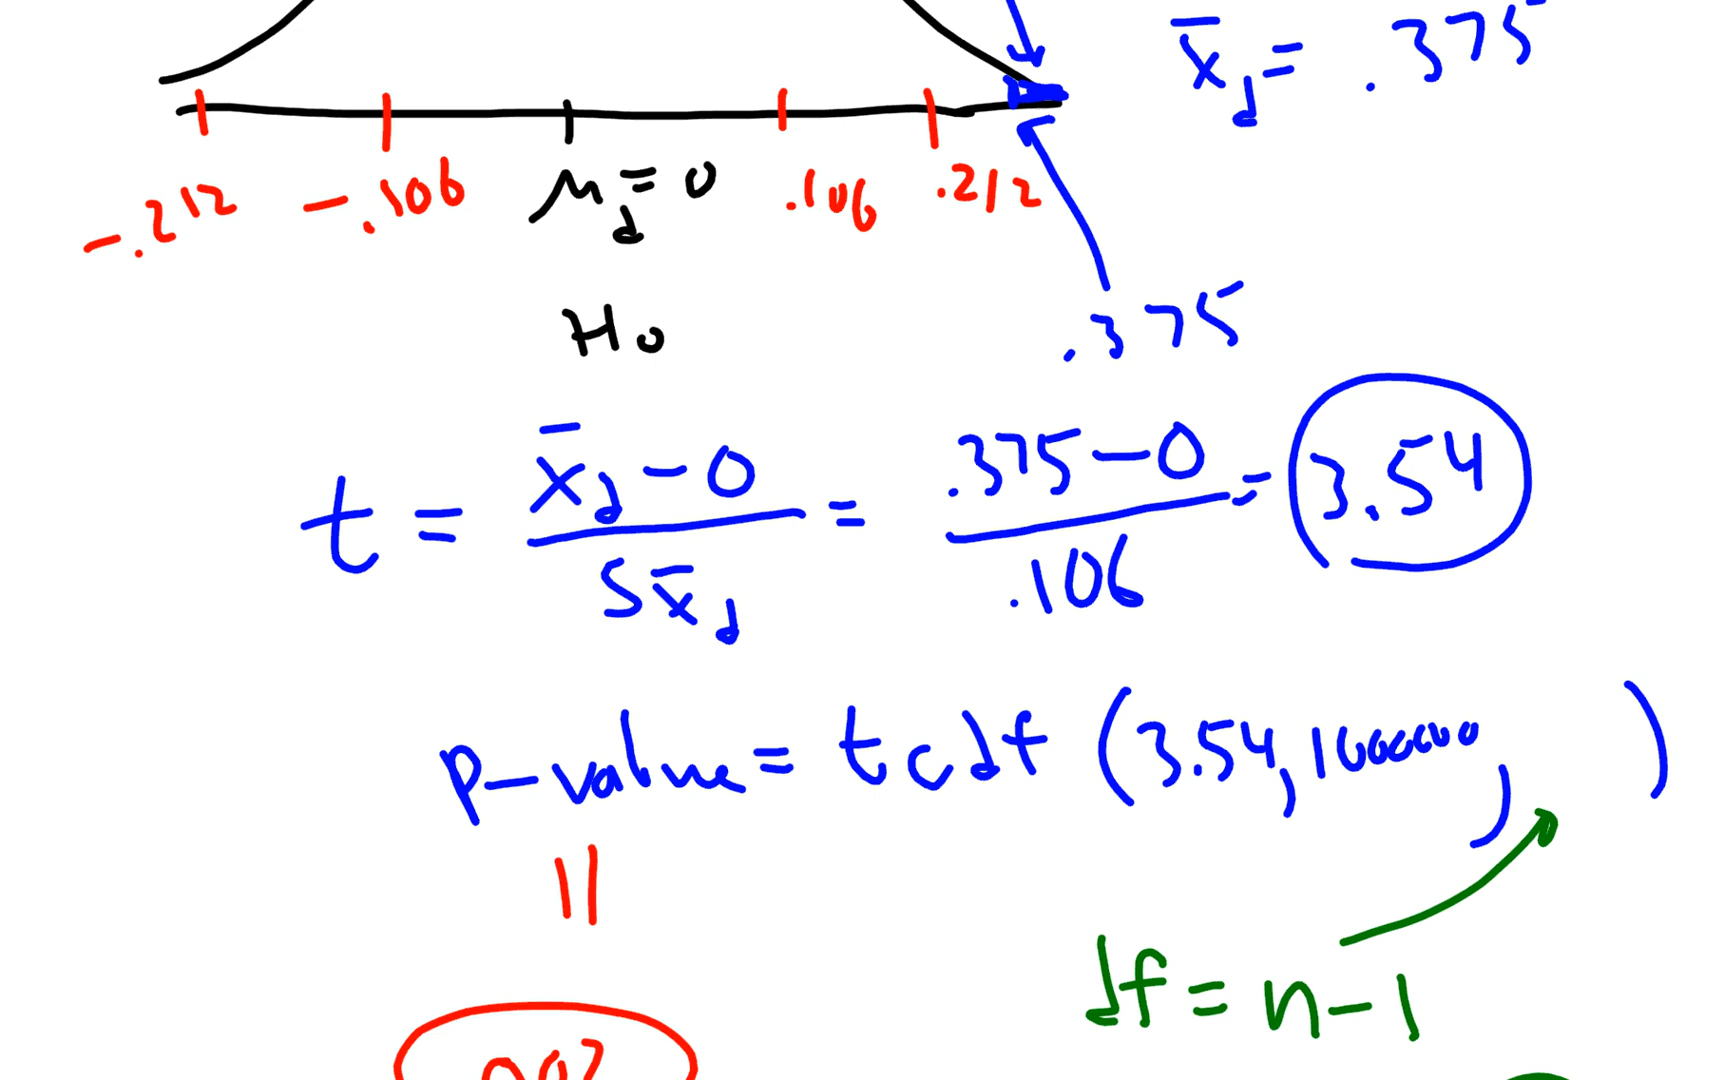 x̄d = .375
-.212 -.106 μd = 0 .106 .212
.375
H0
t = (x̄d - 0) / Sx̄d = (.375 - 0) / .106 = 3.54
p-value = tcdf (3.54, 1000000, )
||
df = n - 1